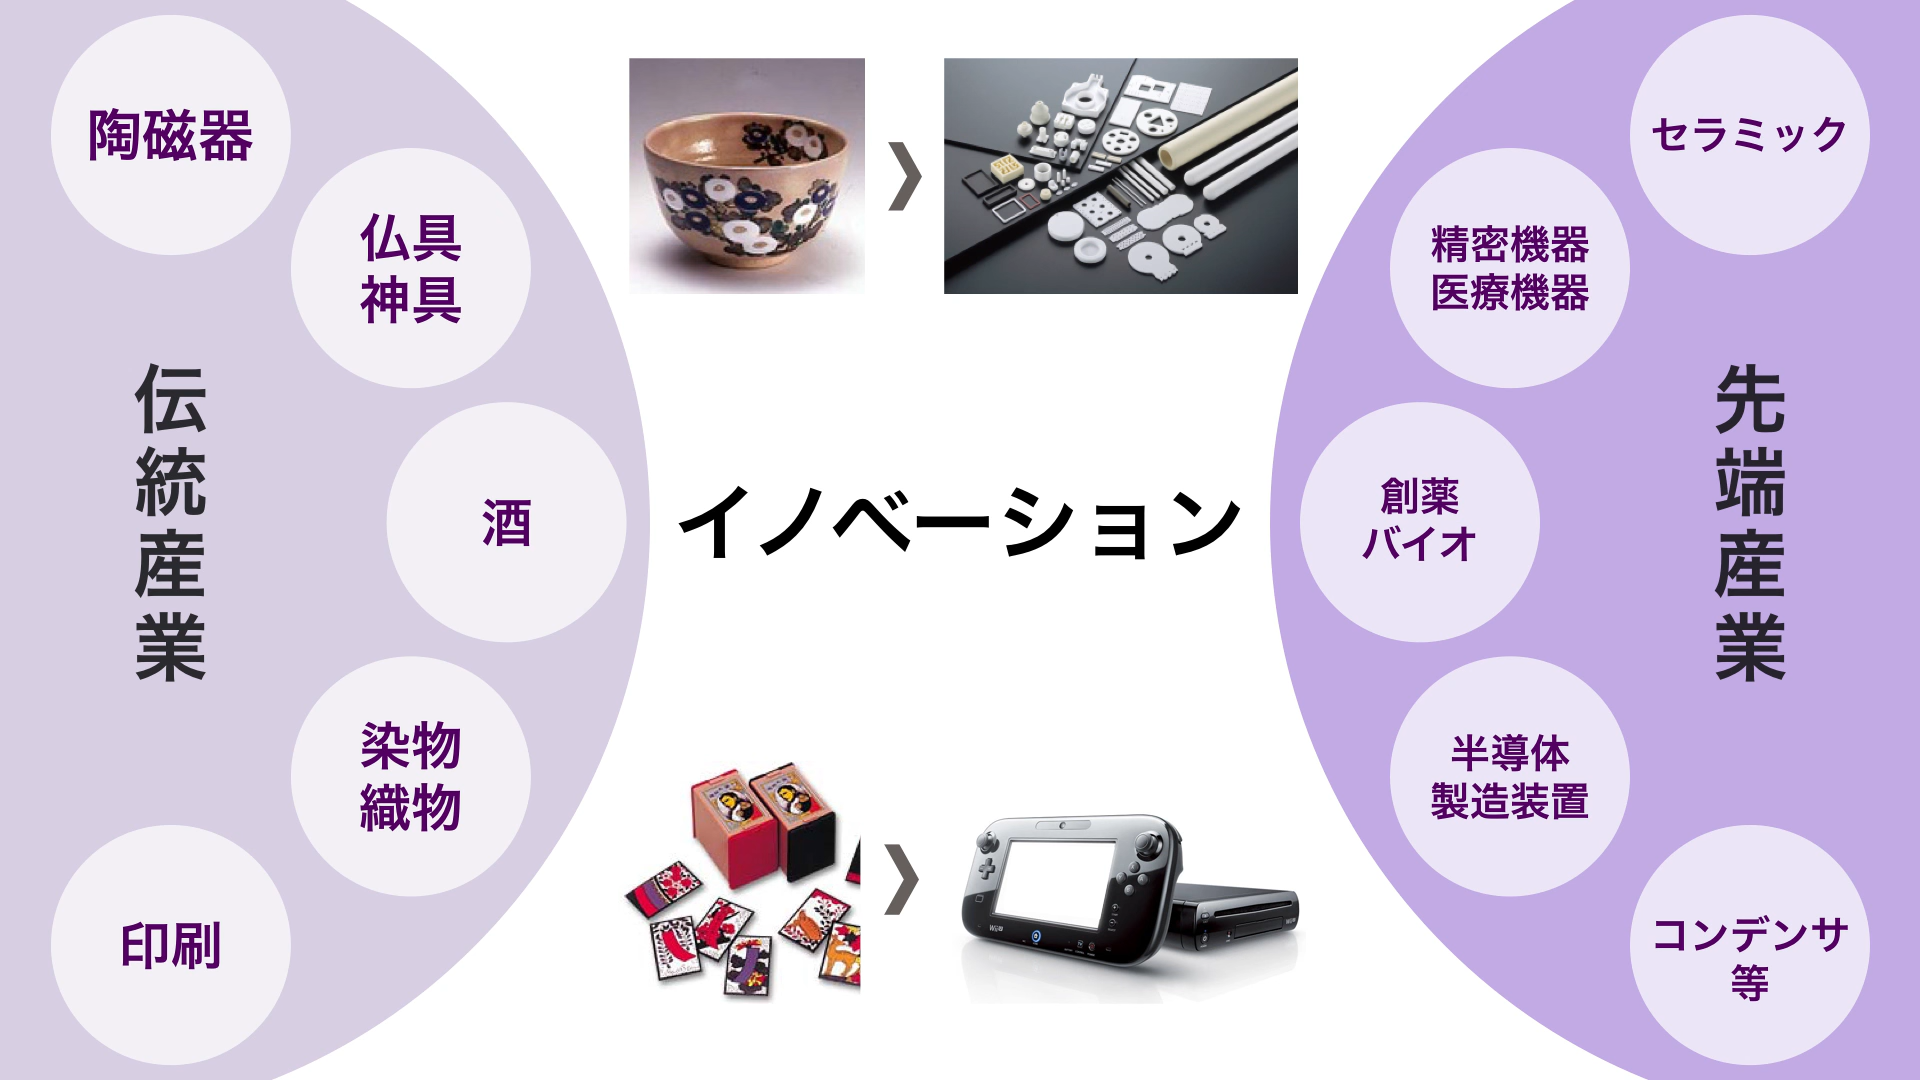 陶磁器
仏具
神具
酒
染物
織物
印刷
伝統産業
イノベーション
先端産業
セラミック
精密機器
医療機器
創薬
バイオ
半導体
製造装置
コンデンサ
等
Wii U